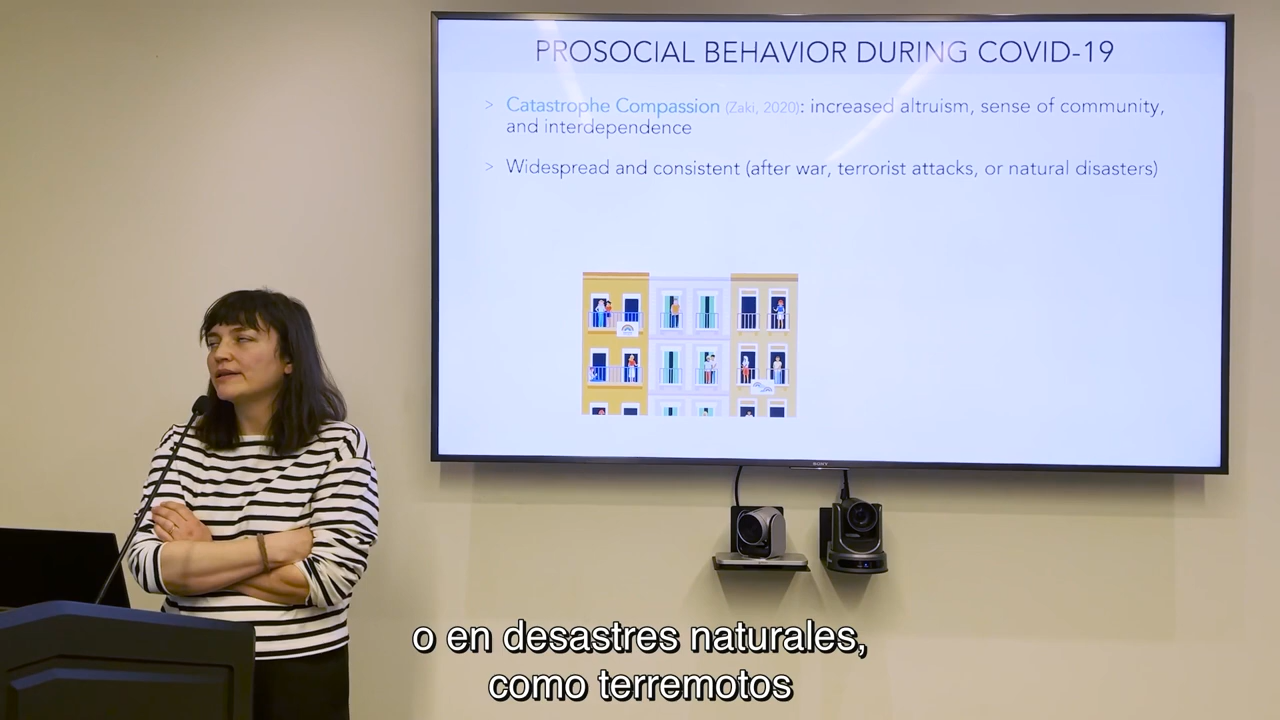 PROSOCIAL BEHAVIOR DURING COVID-19
> Catastrophe Compassion (Zaki, 2020): increased altruism, sense of community,
and interdependence
> Widespread and consistent (after war, terrorist attacks, or natural disasters)
SONY
o en desastres naturales,
como terremotos